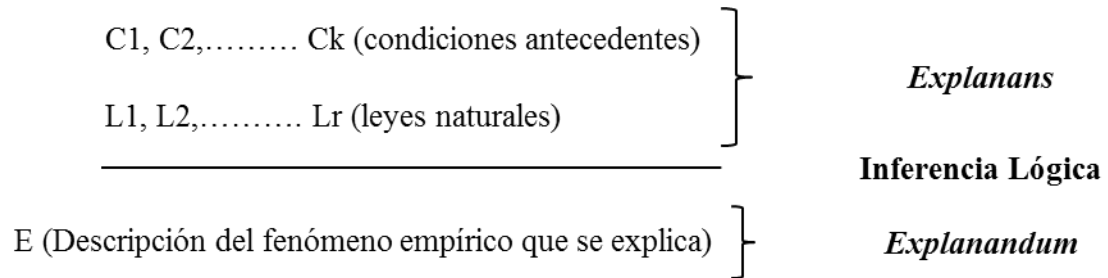 C1, C2,……… Ck (condiciones antecedentes)
Explanans
L1, L2,………. Lr (leyes naturales)
Inferencia Lógica
E (Descripción del fenómeno empírico que se explica)
Explanandum